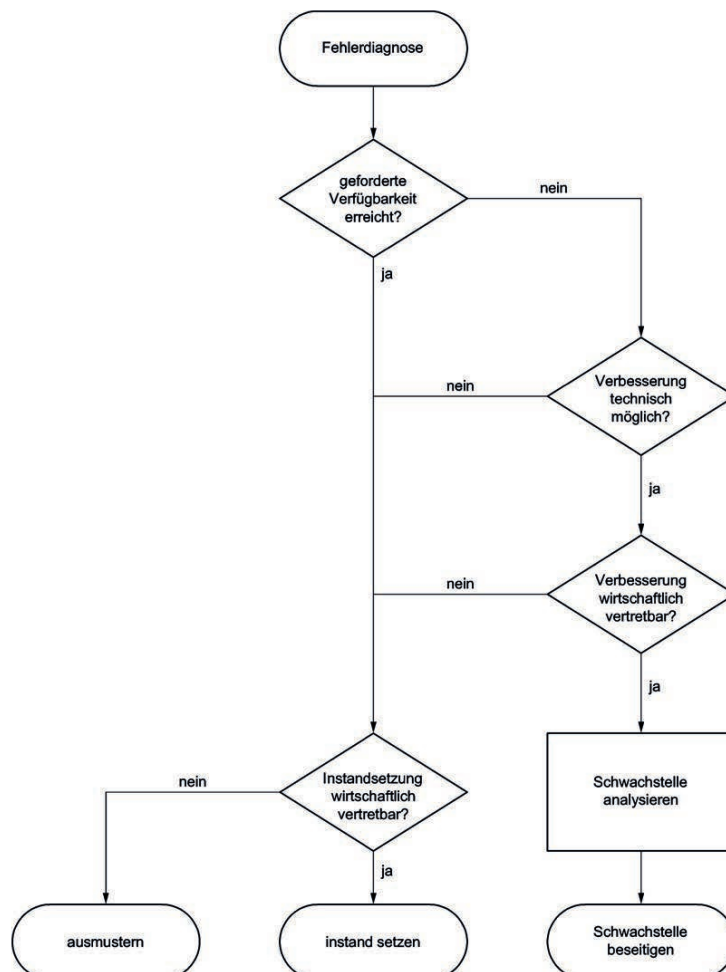 Fehlerdiagnose
geforderte
Verfügbarkeit
erreicht?
nein
ja
nein
Verbesserung
technisch
möglich?
ja
nein
Verbesserung
wirtschaftlich
vertretbar?
ja
nein
Instandsetzung
wirtschaftlich
vertretbar?
Schwachstelle
analysieren
ja
ausmustern
instand setzen
Schwachstelle
beseitigen